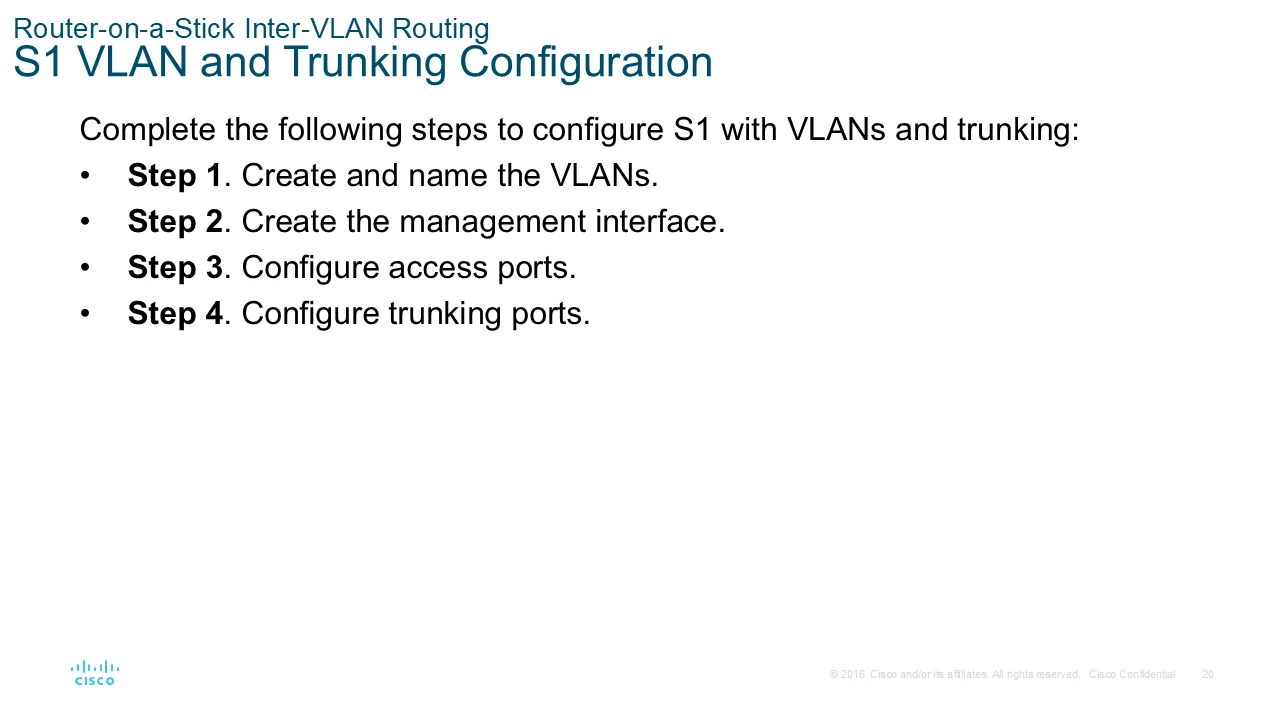 Router-on-a-Stick Inter-VLAN Routing
S1 VLAN and Trunking Configuration
Complete the following steps to configure S1 with VLANs and trunking:
• Step 1. Create and name the VLANs.
• Step 2. Create the management interface.
• Step 3. Configure access ports.
• Step 4. Configure trunking ports.
CISCO
© 2016 Cisco and/or its affiliates. All rights reserved. Cisco Confidential 20